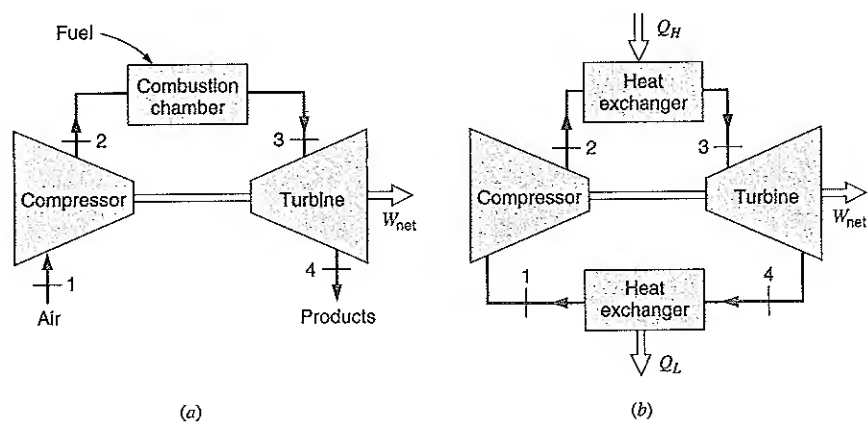 Fuel
Combustion
chamber
2
3
Compressor
Turbine
W_net
1
4
Air
Products
(a)
Q_H
Heat
exchanger
2
3
Compressor
Turbine
W_net
1
4
Heat
exchanger
Q_L
(b)